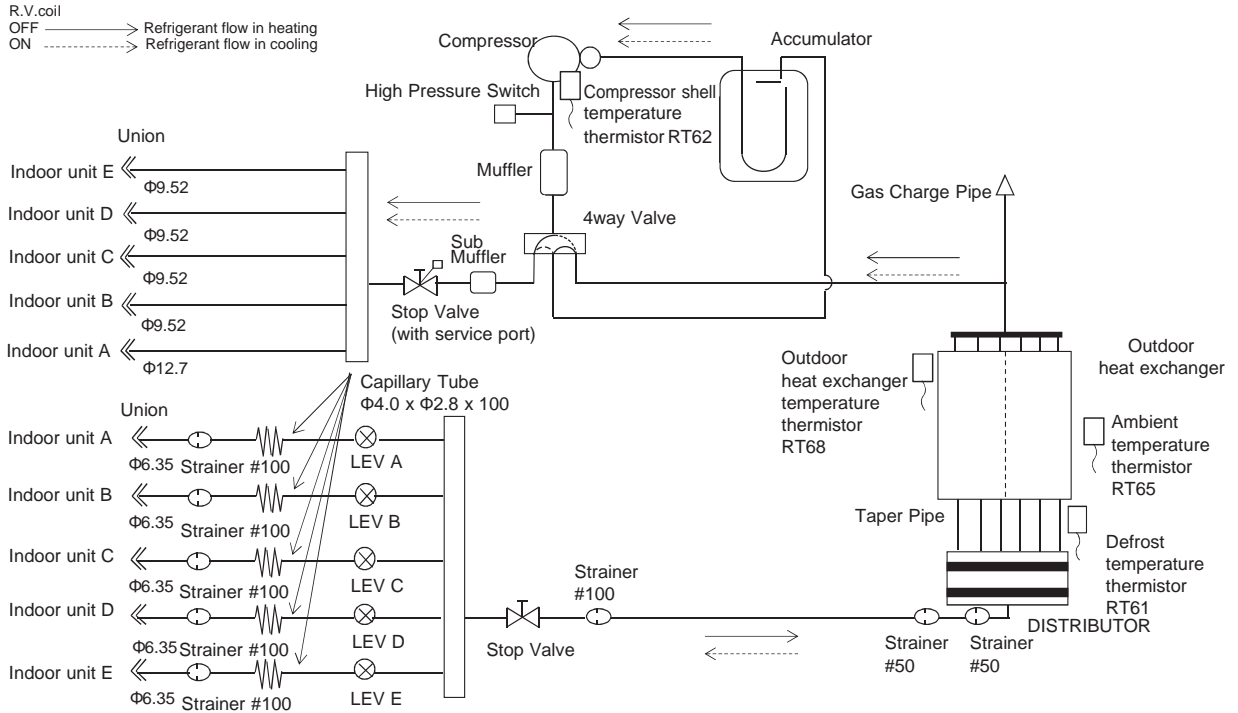 R.V.coil
OFF Refrigerant flow in heating
ON Refrigerant flow in cooling
Compressor
Accumulator
High Pressure Switch
Compressor shell
temperature
thermistor RT62
Union
Indoor unit E
Φ9.52
Indoor unit D
Φ9.52
Indoor unit C
Φ9.52
Indoor unit B
Φ9.52
Indoor unit A
Φ12.7
Muffler
4way Valve
Sub
Muffler
Stop Valve
(with service port)
Gas Charge Pipe
Outdoor
heat exchanger
Outdoor
heat exchanger
temperature
thermistor
RT68
Ambient
temperature
thermistor
RT65
Taper Pipe
Defrost
temperature
thermistor
RT61
DISTRIBUTOR
Capillary Tube
Φ4.0 x Φ2.8 x 100
Union
Indoor unit A
Φ6.35 Strainer #100
LEV A
Indoor unit B
Φ6.35 Strainer #100
LEV B
Indoor unit C
Φ6.35 Strainer #100
LEV C
Indoor unit D
Φ6.35 Strainer #100
LEV D
Indoor unit E
Φ6.35 Strainer #100
LEV E
Stop Valve
Strainer
#100
Strainer
#50
Strainer
#50